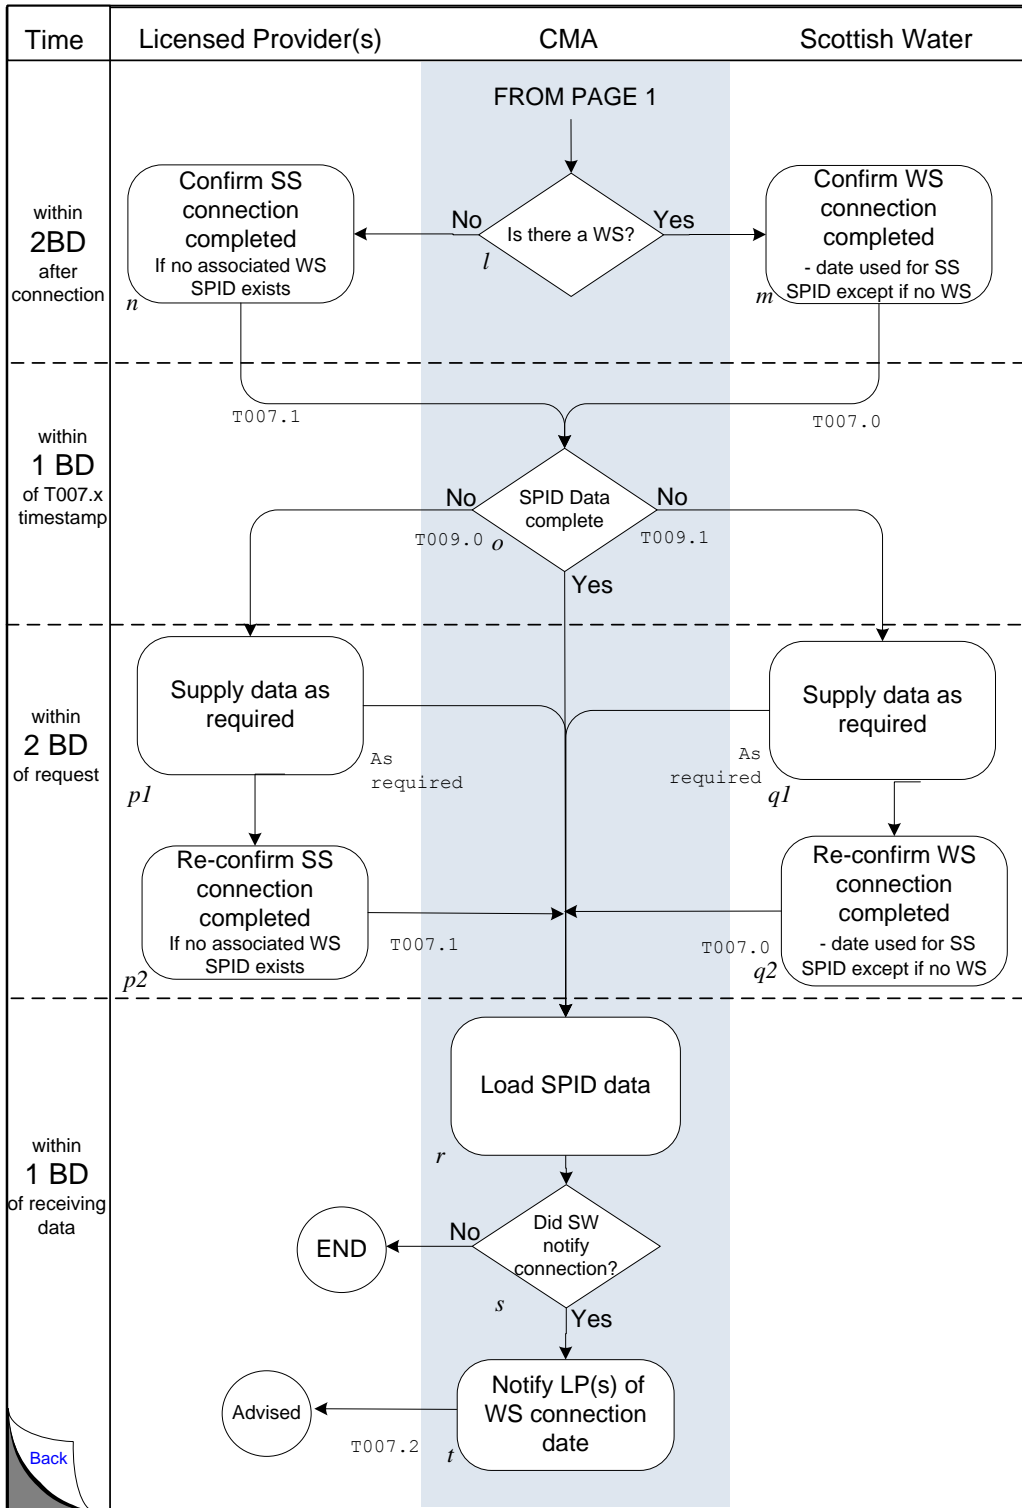 Time
Licensed Provider(s)
CMA
Scottish Water
FROM PAGE 1
within
2BD
after
connection
Confirm SS
connection
completed
If no associated WS
SPID exists
n
No
Is there a WS?
l
Yes
Confirm WS
connection
completed
- date used for SS
SPID except if no WS
m
within
1 BD
of T007.x
timestamp
T007.1
T007.0
No
SPID Data
complete
No
T009.0
o
T009.1
Yes
within
2 BD
of request
Supply data as
required
p1
As
required
Supply data as
required
As
required
q1
Re-confirm SS
connection
completed
If no associated WS
SPID exists
p2
T007.1
Re-confirm WS
connection
completed
- date used for SS
SPID except if no WS
T007.0
q2
within
1 BD
of receiving
data
Load SPID data
r
END
No
Did SW
notify
connection?
s
Yes
Advised
T007.2
Notify LP(s) of
WS connection
date
t
Back